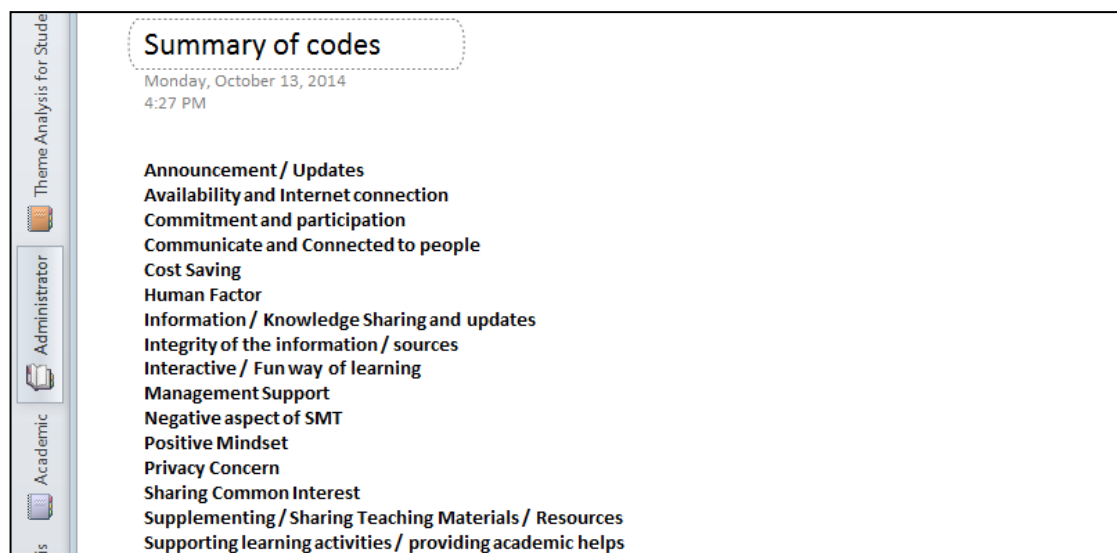 Summary of codes
Monday, October 13, 2014
4:27 PM
Announcement / Updates
Availability and Internet connection
Commitment and participation
Communicate and Connected to people
Cost Saving
Human Factor
Information / Knowledge Sharing and updates
Integrity of the information / sources
Interactive / Fun way of learning
Management Support
Negative aspect of SMT
Positive Mindset
Privacy Concern
Sharing Common Interest
Supplementing / Sharing Teaching Materials / Resources
Supporting learning activities / providing academic helps
Theme Analysis for Stude
Administrator
Academic
is